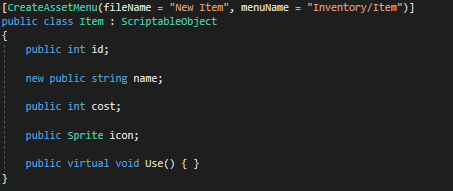 [CreateAssetMenu(fileName = "New Item", menuName = "Inventory/Item")]
public class Item : ScriptableObject
{
public int id;
new public string name;
public int cost;
public Sprite icon;
public virtual void Use() { }
}